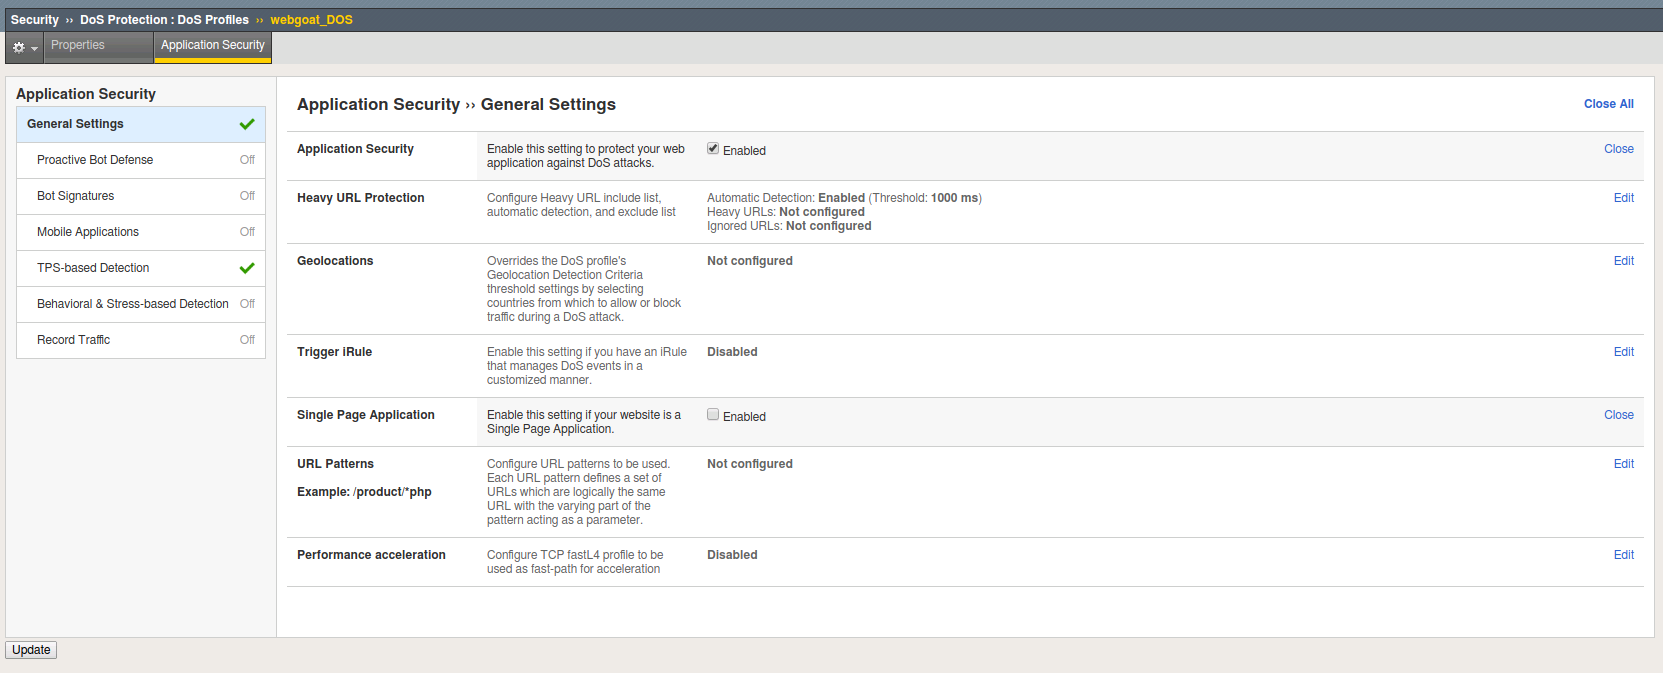 Security ›› DoS Protection : DoS Profiles ›› webgoat_DOS
Properties
Application Security
Application Security
General Settings
Proactive Bot Defense Off
Bot Signatures Off
Mobile Applications Off
TPS-based Detection
Behavioral & Stress-based Detection Off
Record Traffic Off
Application Security ›› General Settings
Close All
Application Security
Enable this setting to protect your web
application against DoS attacks.
Enabled
Close
Heavy URL Protection
Configure Heavy URL include list,
automatic detection, and exclude list
Automatic Detection: Enabled (Threshold: 1000 ms)
Heavy URLs: Not configured
Ignored URLs: Not configured
Edit
Geolocations
Overrides the DoS profile's
Geolocation Detection Criteria
threshold settings by selecting
countries from which to allow or block
traffic during a DoS attack.
Not configured
Edit
Trigger iRule
Enable this setting if you have an iRule
that manages DoS events in a
customized manner.
Disabled
Edit
Single Page Application
Enable this setting if your website is a
Single Page Application.
Enabled
Close
URL Patterns
Example: /product/*php
Configure URL patterns to be used.
Each URL pattern defines a set of
URLs which are logically the same
URL with the varying part of the
pattern acting as a parameter.
Not configured
Edit
Performance acceleration
Configure TCP fastL4 profile to be
used as fast-path for acceleration
Disabled
Edit
Update